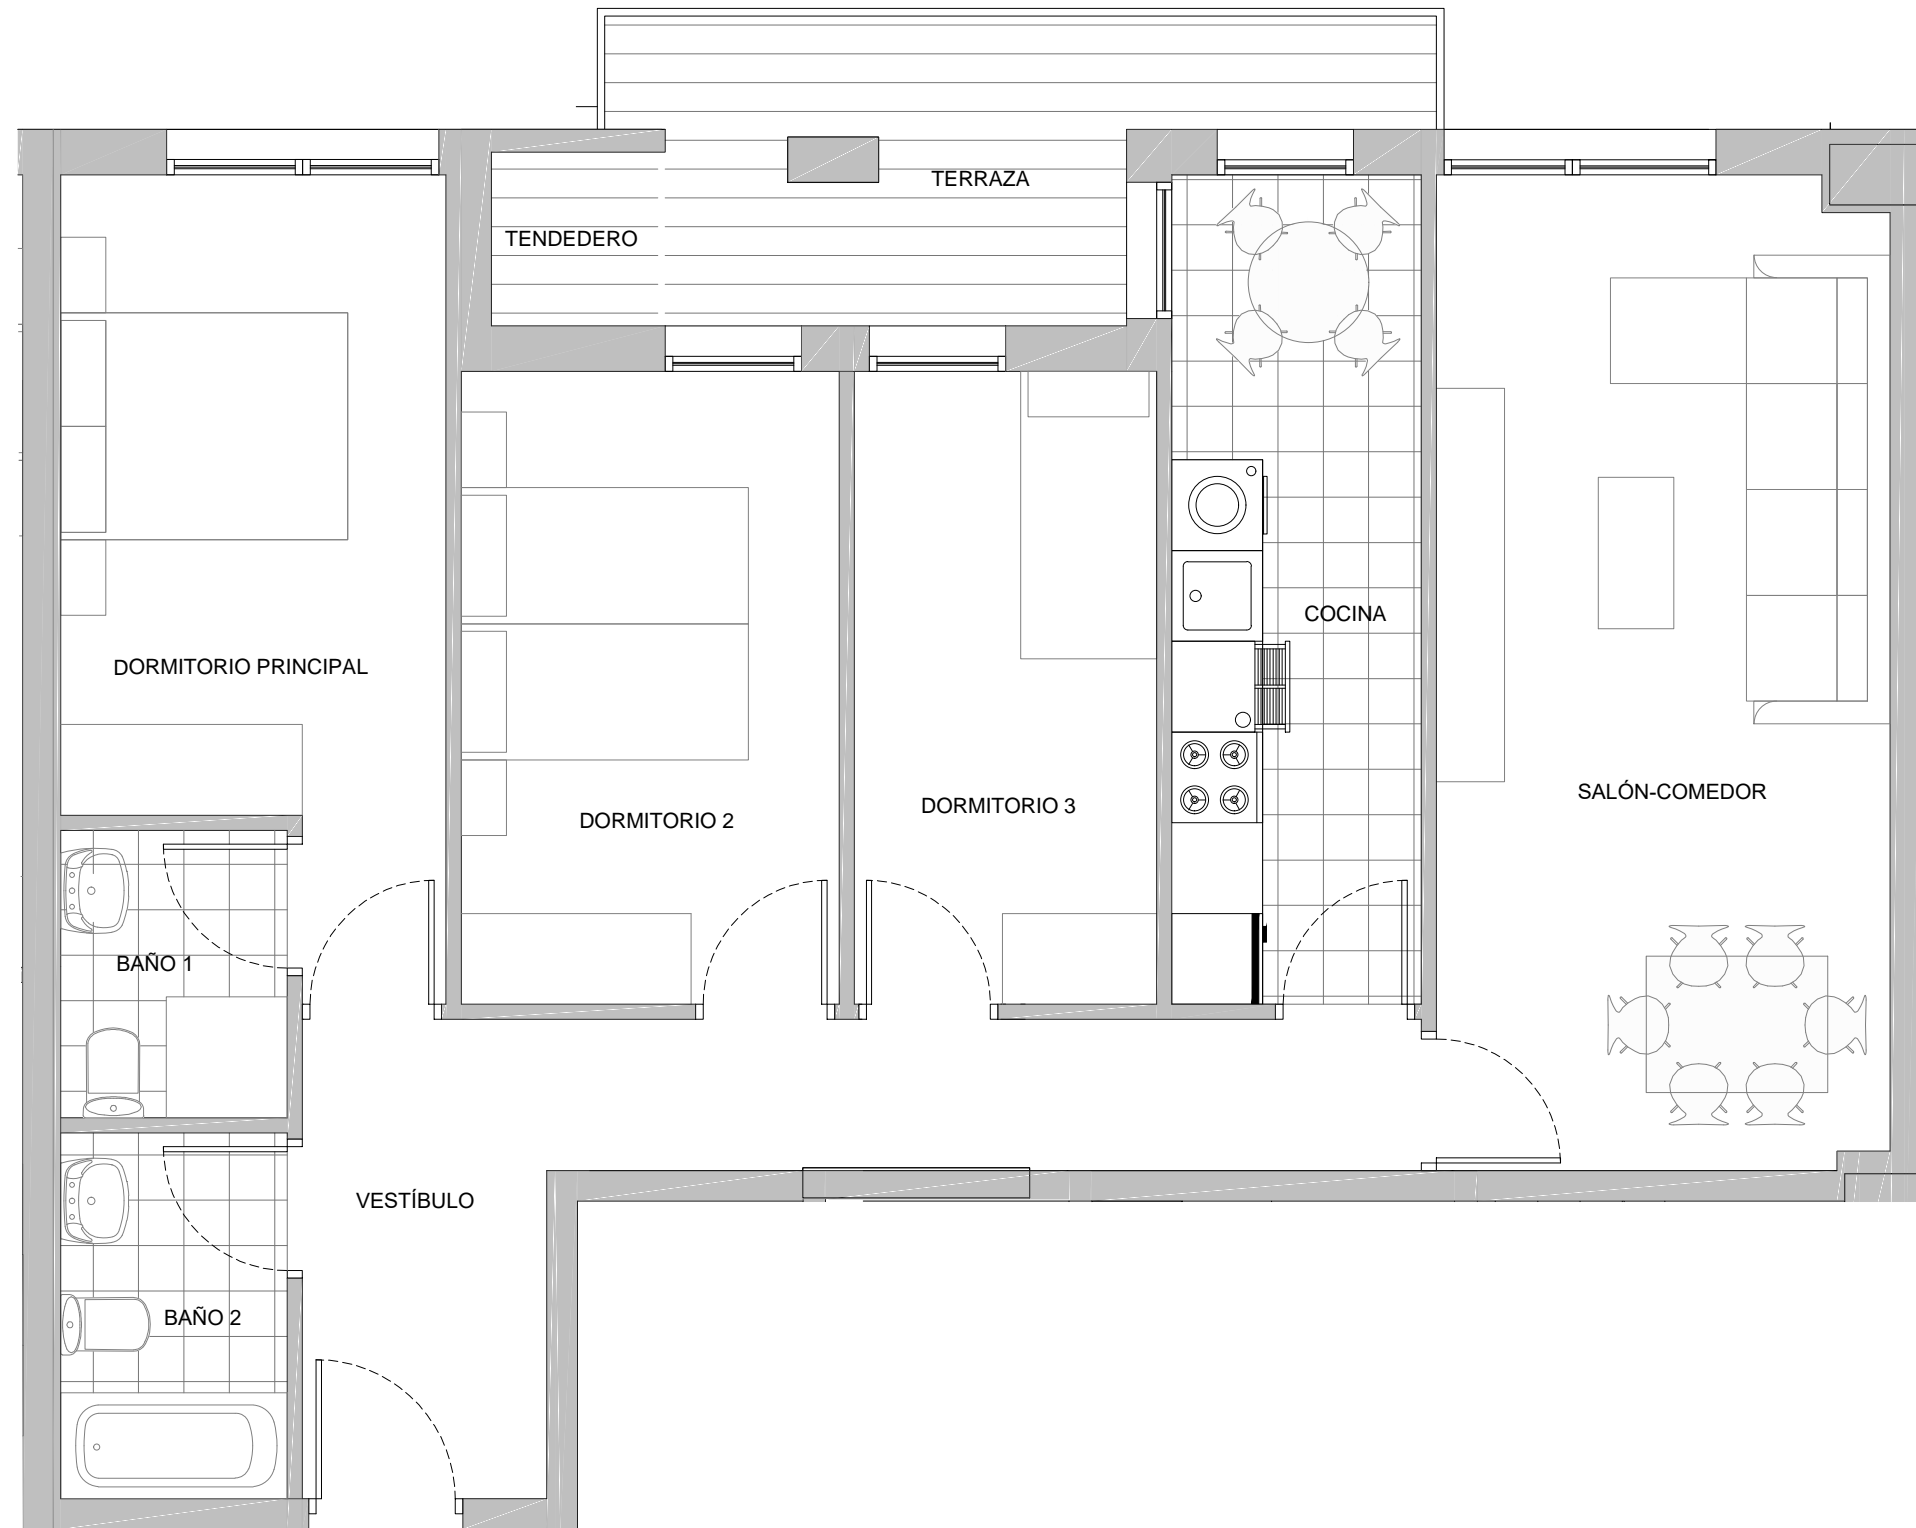 TERRAZA
TENDEDERO
COCINA
DORMITORIO PRINCIPAL
SALÓN-COMEDOR
DORMITORIO 3
DORMITORIO 2
BAÑO 1
VESTÍBULO
BAÑO 2